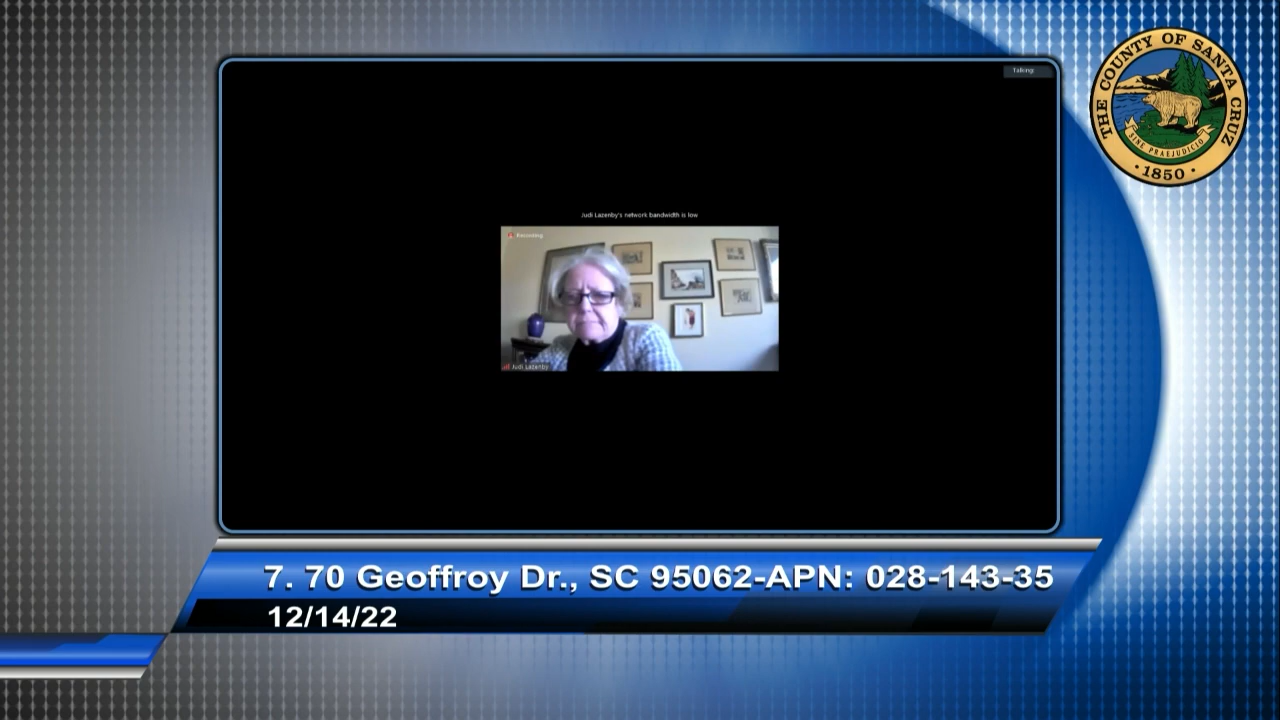 Talking:
THE COUNTY OF SANTA CRUZ
SINE PRAEJUDICIO
• 1850 •
Judi Lazenby's network bandwidth is low
Recording
Judi Lazenby
7. 70 Geoffroy Dr., SC 95062-APN: 028-143-35
12/14/22